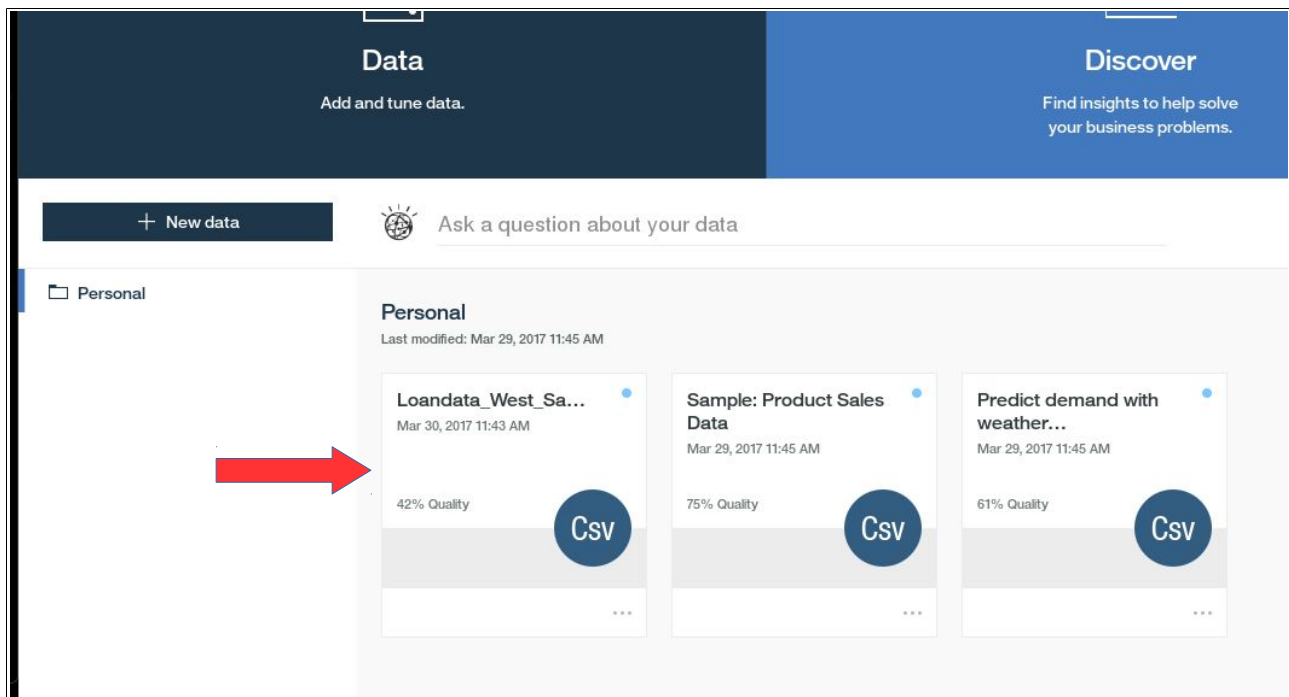 Data
Add and tune data.
Discover
Find insights to help solve
your business problems.
+ New data
Ask a question about your data
Personal
Personal
Last modified: Mar 29, 2017 11:45 AM
Loandata_West_Sa...
Mar 30, 2017 11:43 AM
42% Quality
Csv
Sample: Product Sales
Data
Mar 29, 2017 11:45 AM
75% Quality
Csv
Predict demand with
weather...
Mar 29, 2017 11:45 AM
61% Quality
Csv